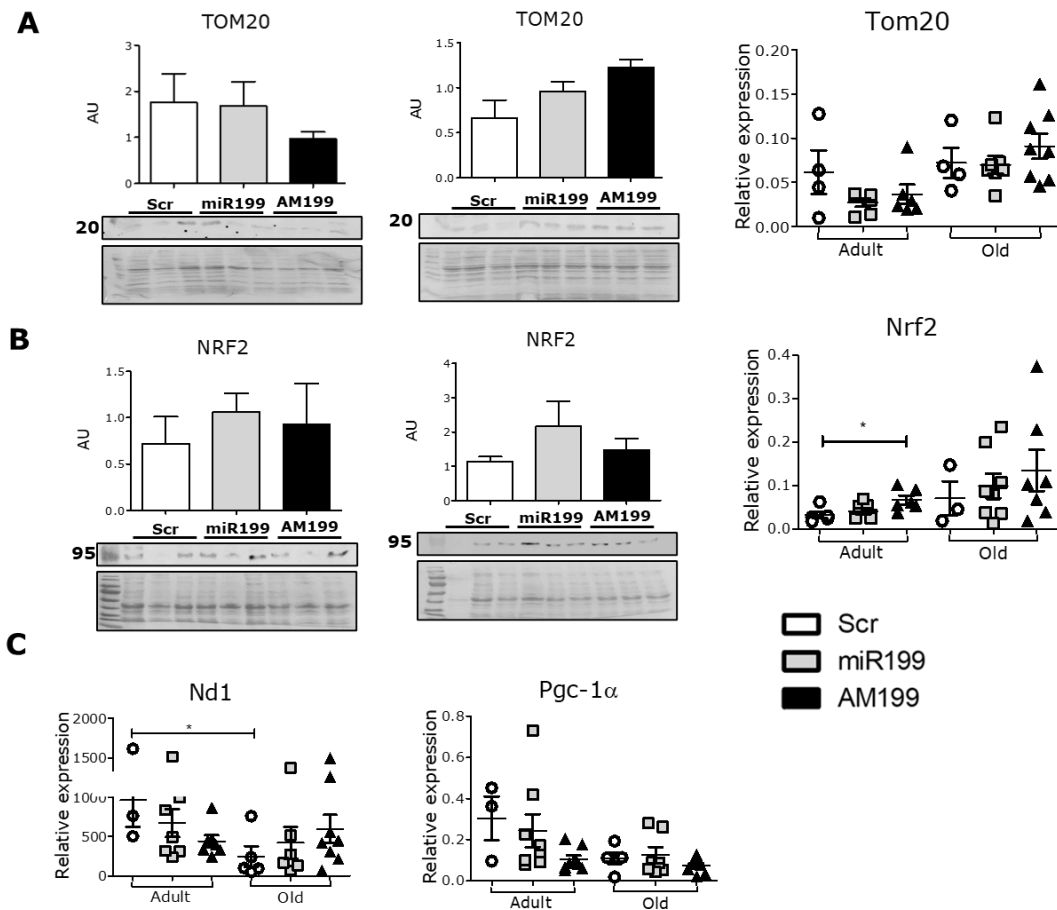 A
TOM20
AU
3
2
1
0
Scr miR199 AM199
20
TOM20
AU
1.5
1.0
0.5
0.0
Scr miR199 AM199
20
Tom20
Relative expression
0.20
0.15
0.10
0.05
0.00
Adult Old
B
NRF2
AU
1.5
1.0
0.5
0.0
Scr miR199 AM199
95
NRF2
AU
4
3
2
1
0
Scr miR199 AM199
95
Nrf2
Relative expression
0.4
0.3
0.2
0.1
0.0
*
Adult Old
Scr
miR199
AM199
C
Nd1
Relative expression
2000
1500
1000
500
0
*
Adult Old
Pgc-1α
Relative expression
0.8
0.6
0.4
0.2
0.0
Adult Old